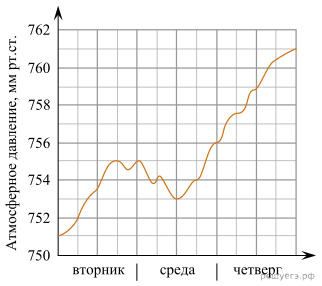 Атмосферное давление, мм рт.ст.
762
760
758
756
754
752
750
вторник
среда
четверг
решуегэ.рф